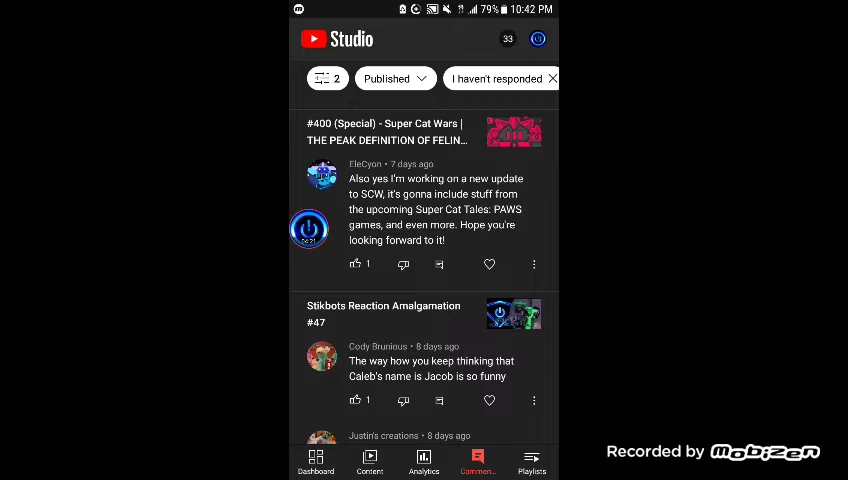 79% 10:42 PM
Studio
33
2
Published
I haven't responded
#400 (Special) - Super Cat Wars |
THE PEAK DEFINITION OF FELIN...
EleCyon • 7 days ago
Also yes I'm working on a new update
to SCW, it's gonna include stuff from
the upcoming Super Cat Tales: PAWS
games, and even more. Hope you're
looking forward to it!
04:21
1
Stikbots Reaction Amalgamation
#47
Cody Brunious • 8 days ago
The way how you keep thinking that
Caleb's name is Jacob is so funny
1
Justin's creations • 8 days ago
Dashboard
Content
Analytics
Commen...
Playlists
Recorded by mobizen